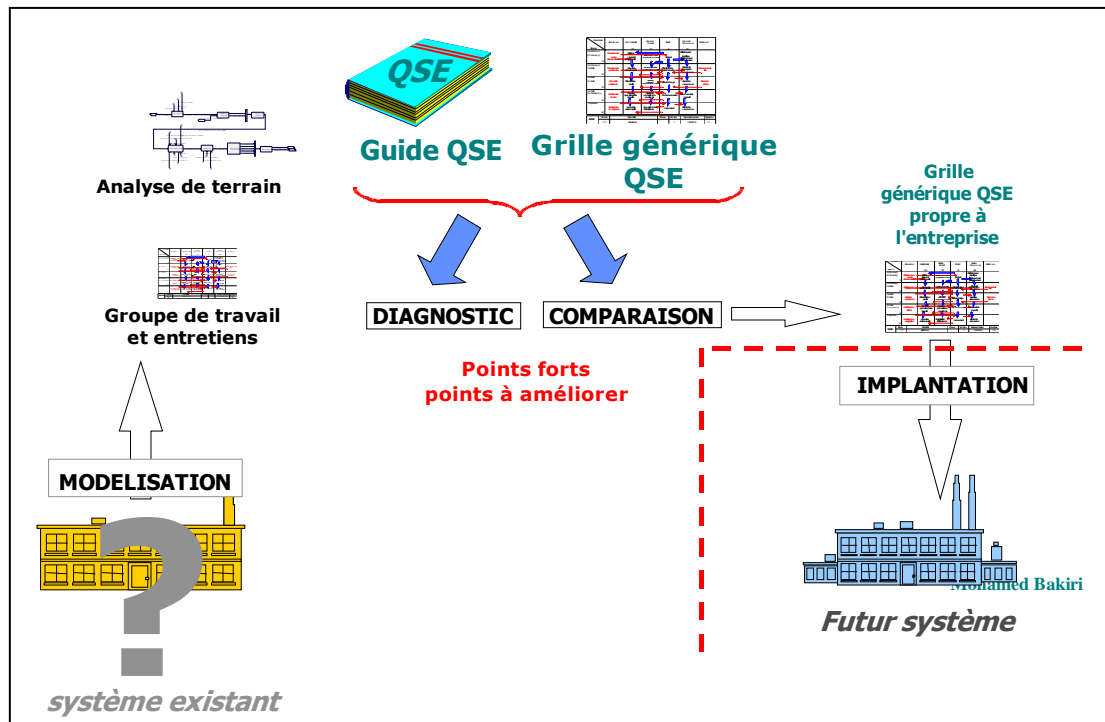 QSE
Guide QSE
Grille générique
QSE
Analyse de terrain
Groupe de travail
et entretiens
MODELISATION
système existant
?
DIAGNOSTIC
COMPARAISON
Points forts
points à améliorer
Grille
générique QSE
propre à
l'entreprise
IMPLANTATION
Mohamed Bakiri
Futur système